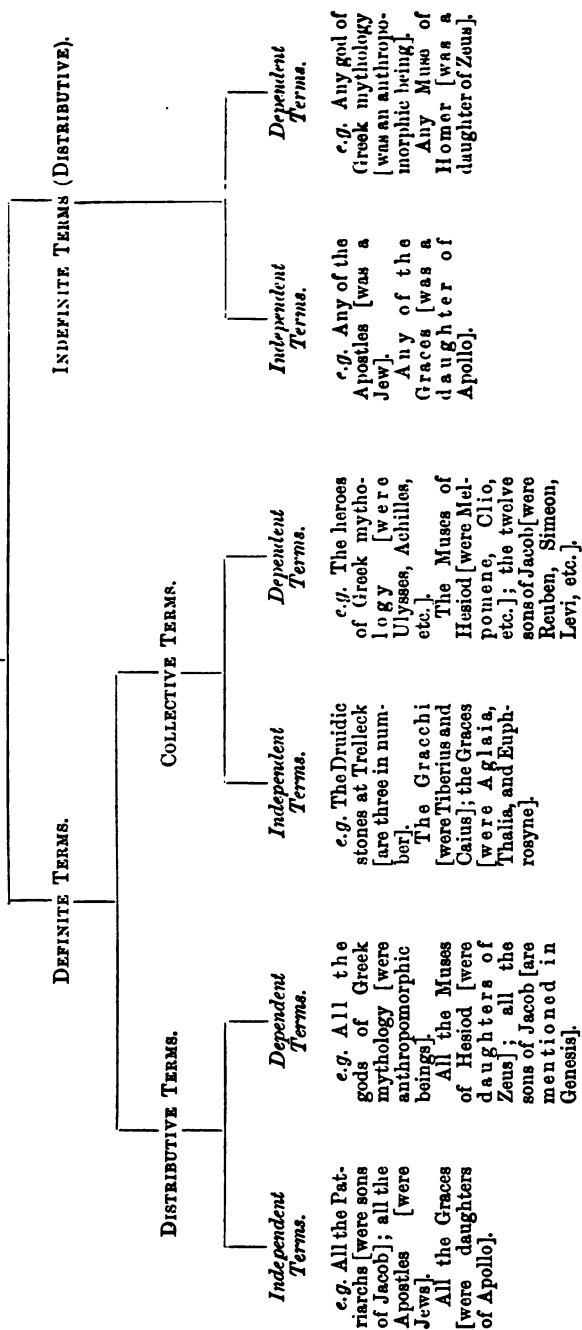 DEFINITE TERMS.
INDEFINITE TERMS (DISTRIBUTIVE).
DISTRIBUTIVE TERMS.
COLLECTIVE TERMS.
Independent
Terms.
e.g. All the Pat-
riarchs [were sons
of Jacob]; all the
Apostles [were
Jews].
All the Graces
[were daughters
of Apollo].
Dependent
Terms.
e.g. All the
gods of Greek
mythology [were
anthropomorphic
beings].
All the Muses
of Hesiod [were
daughters of
Zeus]; all the
sons of Jacob [are
mentioned in
Genesis].
Independent
Terms.
e.g. The Druidic
stones at Trelleck
[are three in num-
ber].
The Gracchi
[were Tiberius and
Caius]; the Graces
[were Aglaia,
Thalia, and Euph-
rosyne].
Dependent
Terms.
e.g. The heroes
of Greek mytho-
logy [were
Ulysses, Achilles,
etc.].
The Muses of
Hesiod [were Mel-
pomene, Clio,
etc.]; the twelve
sons of Jacob [were
Reuben, Simeon,
Levi, etc.].
Independent
Terms.
e.g. Any of the
Apostles [was a
Jew].
Any of the
Graces [was a
daughter of
Apollo].
Dependent
Terms.
e.g. Any god of
Greek mythology
[was an anthropo-
morphic being].
Any Muse of
Homer [was a
daughter of Zeus].